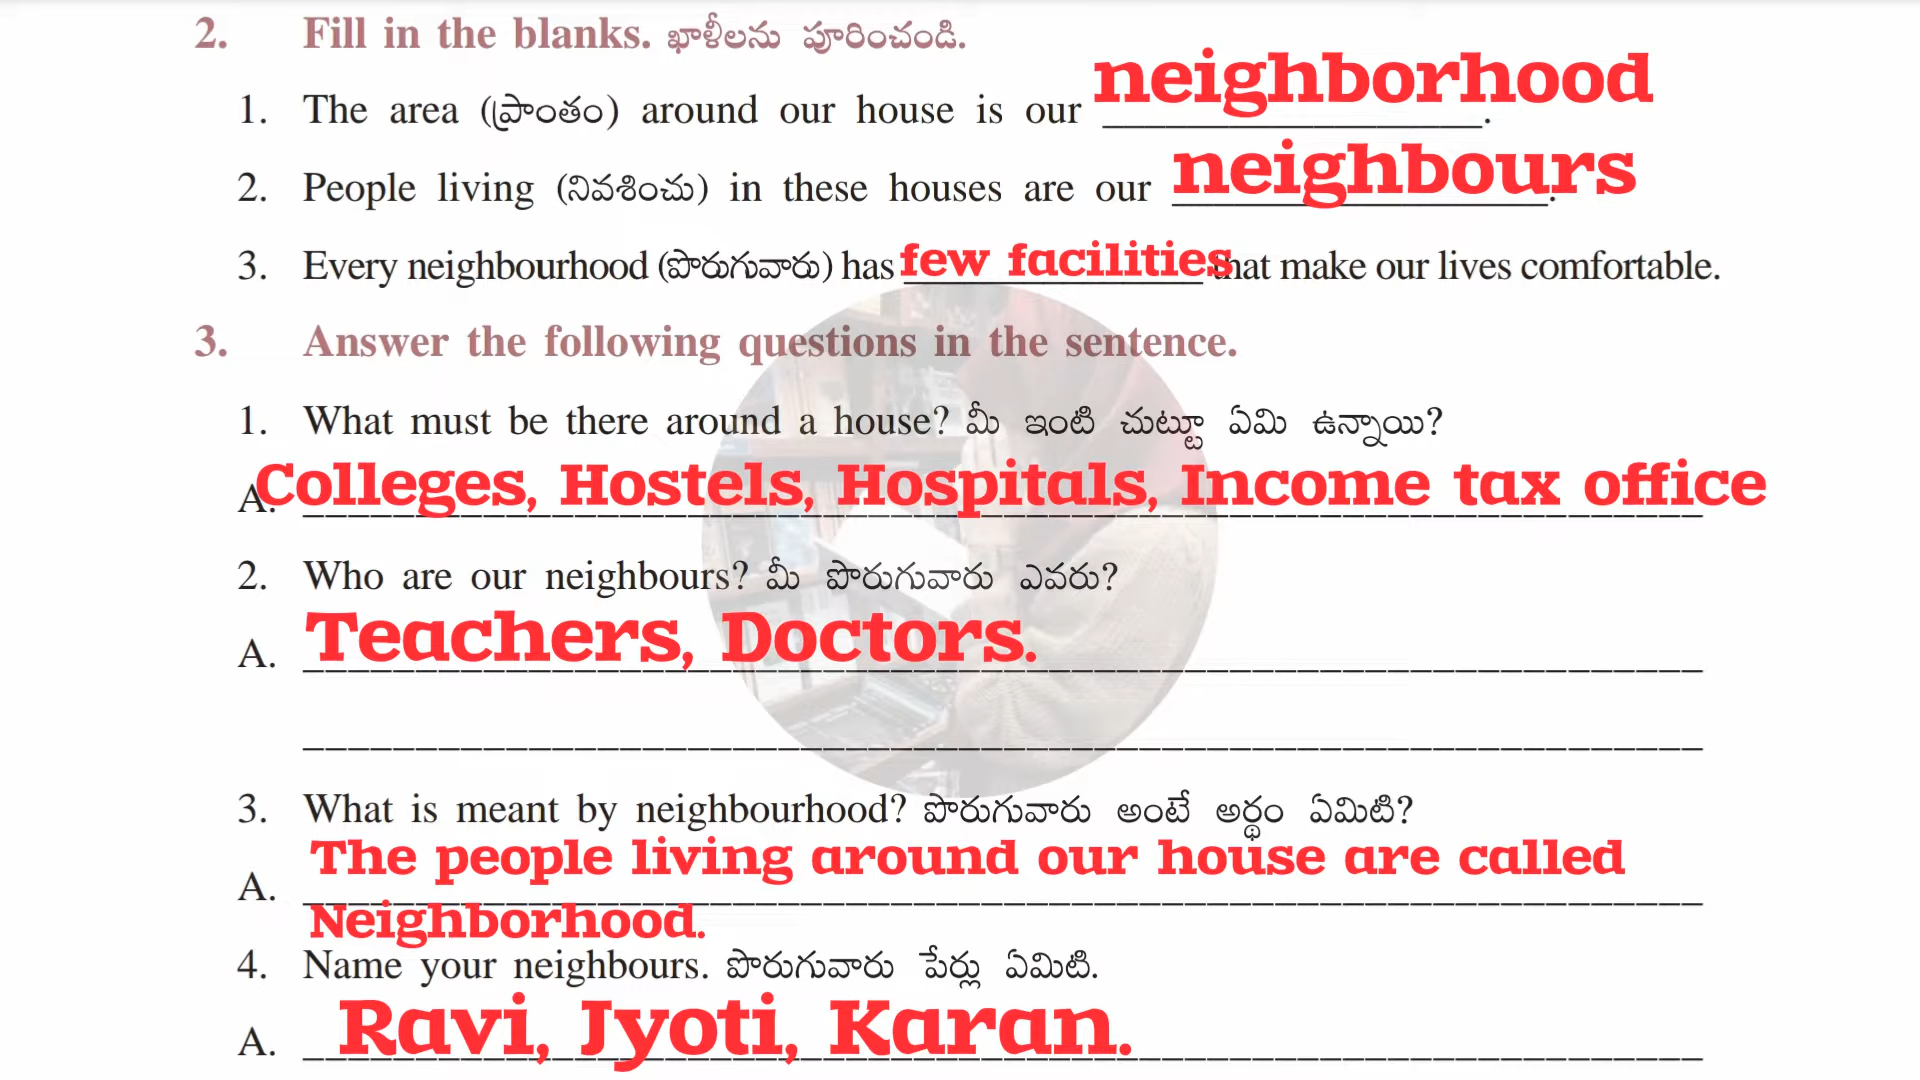 2. Fill in the blanks. ఖాళీలను పూరించండి.
1. The area (ప్రాంతం) around our house is our neighborhood.
2. People living (నివశించు) in these houses are our neighbours.
3. Every neighbourhood (పొరుగువారు) has few facilities that make our lives comfortable.
3. Answer the following questions in the sentence.
1. What must be there around a house? మీ ఇంటి చుట్టూ ఏమి ఉన్నాయి?
A. Colleges, Hostels, Hospitals, Income tax office
2. Who are our neighbours? మీ పొరుగువారు ఎవరు?
A. Teachers, Doctors.
3. What is meant by neighbourhood? పొరుగువారు అంటే అర్థం ఏమిటి?
A. The people living around our house are called
Neighborhood.
4. Name your neighbours. పొరుగువారు పేర్లు ఏమిటి.
A. Ravi, Jyoti, Karan.